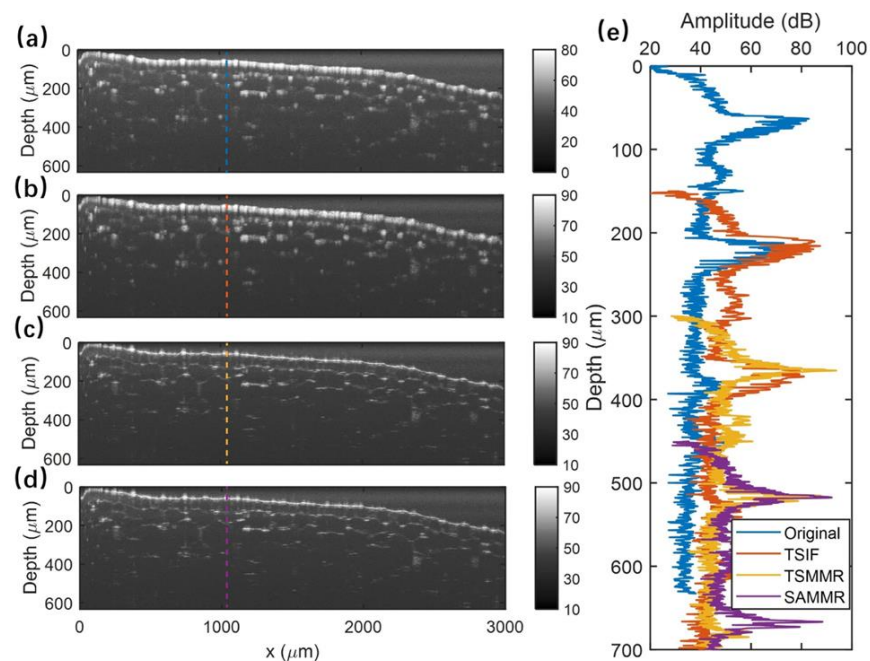 (a)
0
200
400
600
Depth (μm)
80
60
40
20
0
(b)
0
200
400
600
Depth (μm)
90
70
50
30
10
(c)
0
200
400
600
Depth (μm)
90
70
50
30
10
(d)
0
200
400
600
Depth (μm)
90
70
50
30
10
0 1000 2000 3000
x (μm)
(e)
Amplitude (dB)
20 40 60 80 100
0
100
200
300
400
500
600
700
Depth (μm)
Original
TSIF
TSMMR
SAMMR